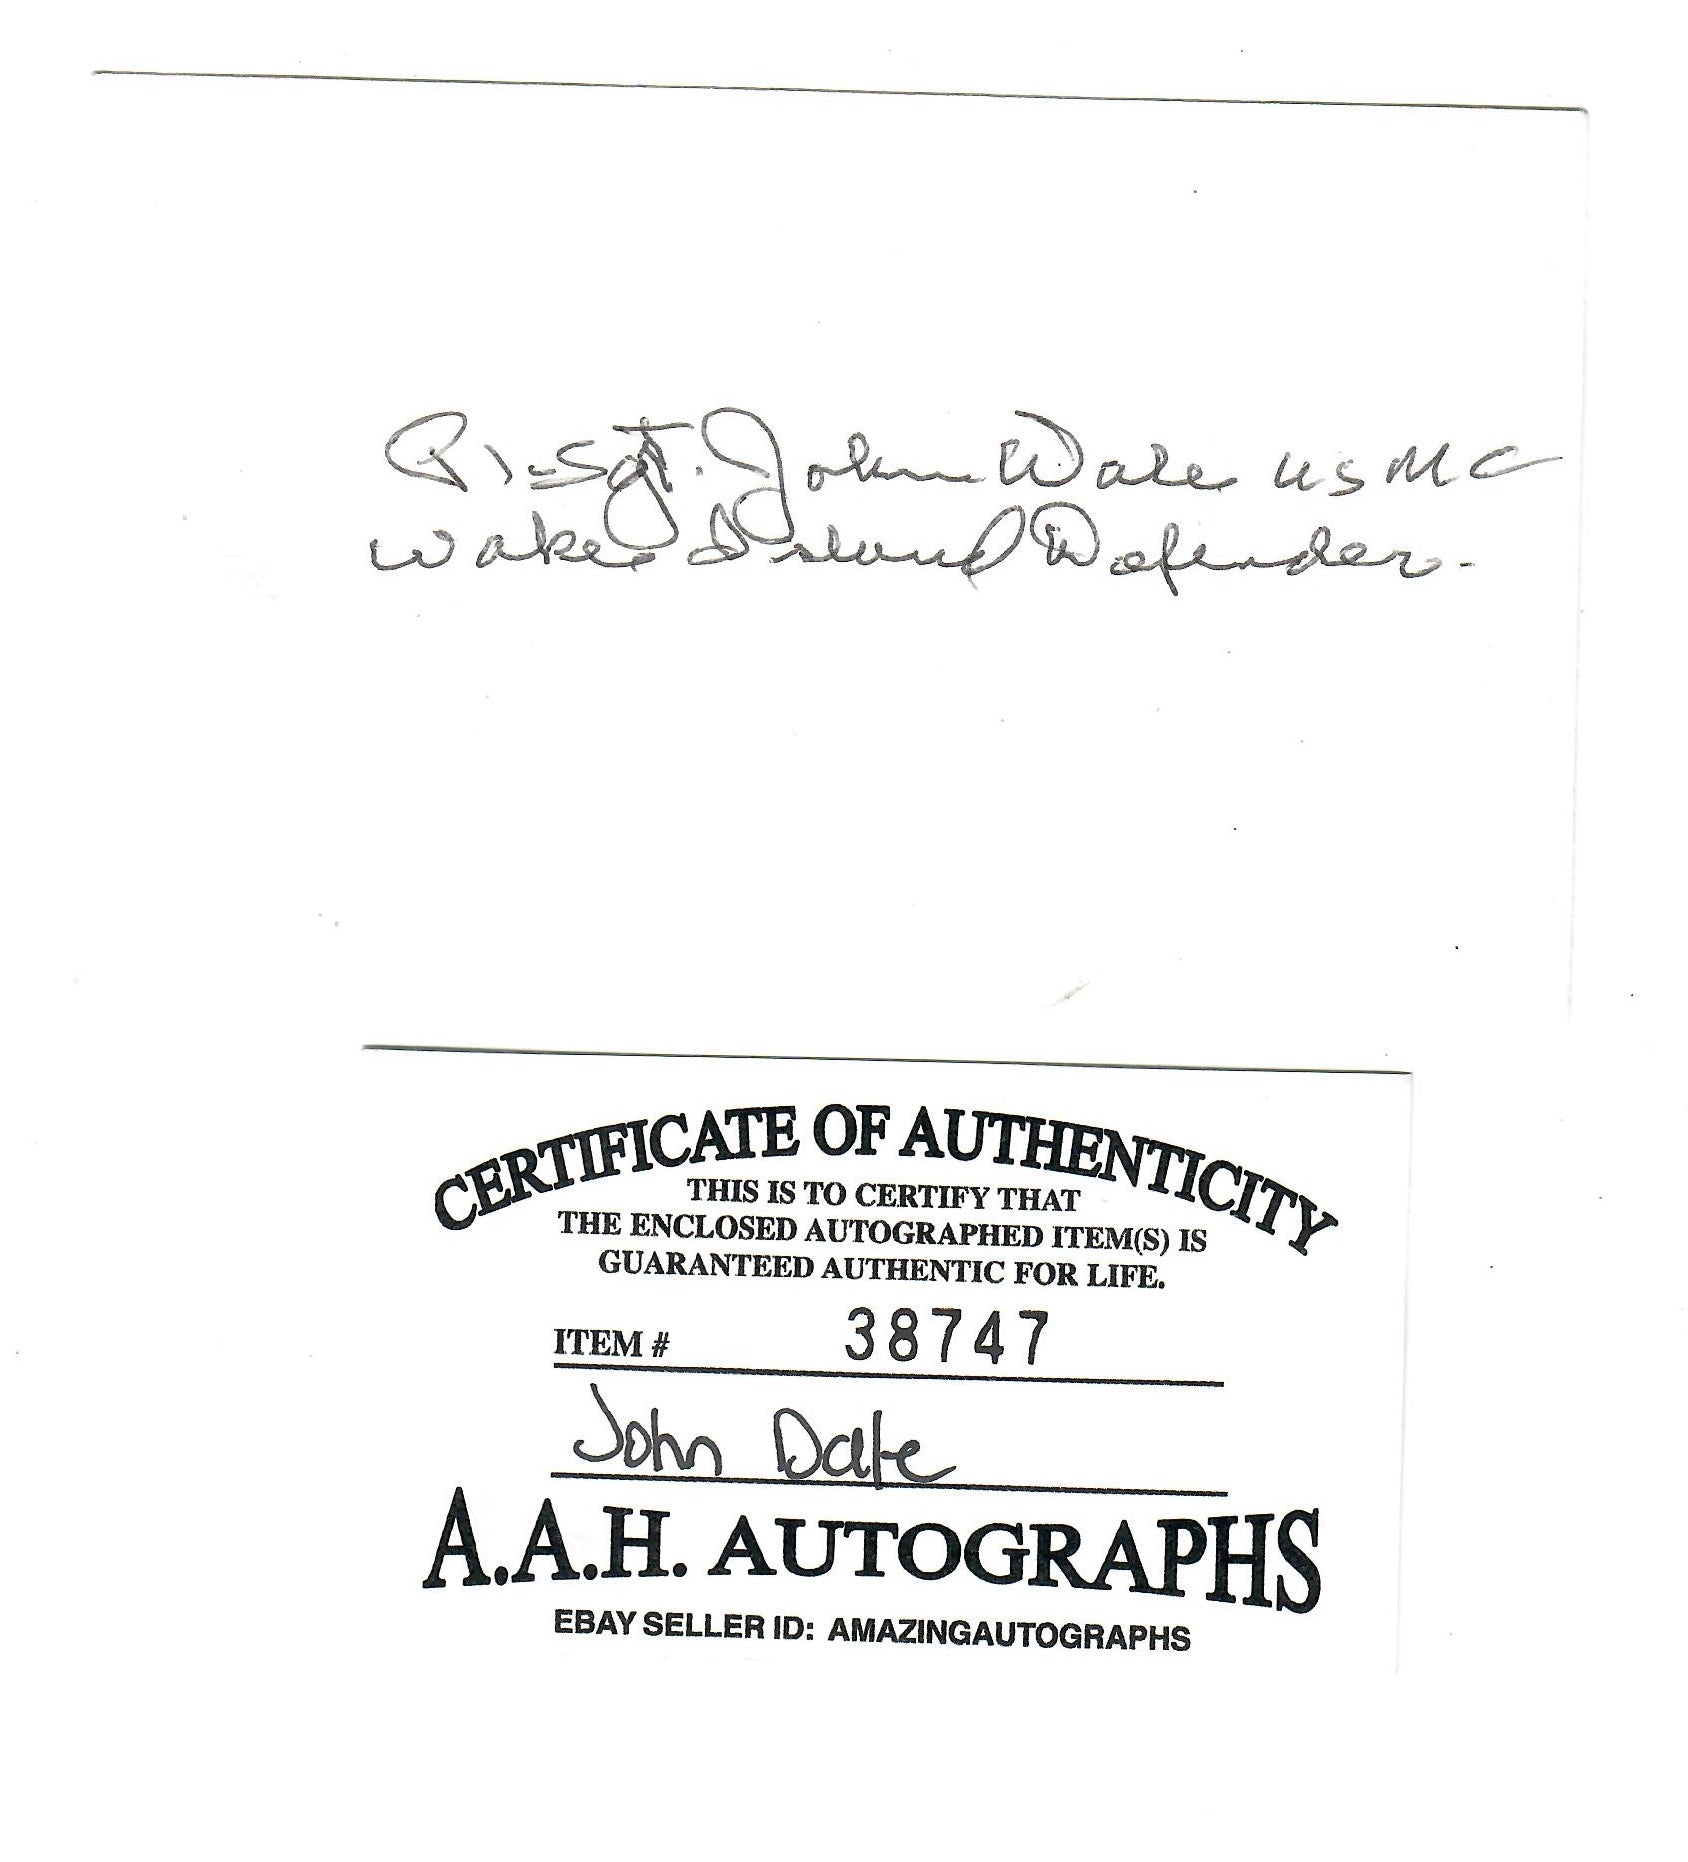 Pl-Sgt. John Dale USMC
Wake Island Defender.
CERTIFICATE OF AUTHENTICITY
THIS IS TO CERTIFY THAT
THE ENCLOSED AUTOGRAPHED ITEM(S) IS
GUARANTEED AUTHENTIC FOR LIFE.
ITEM # 38747
John Dale
A.A.H. AUTOGRAPHS
EBAY SELLER ID: AMAZINGAUTOGRAPHS